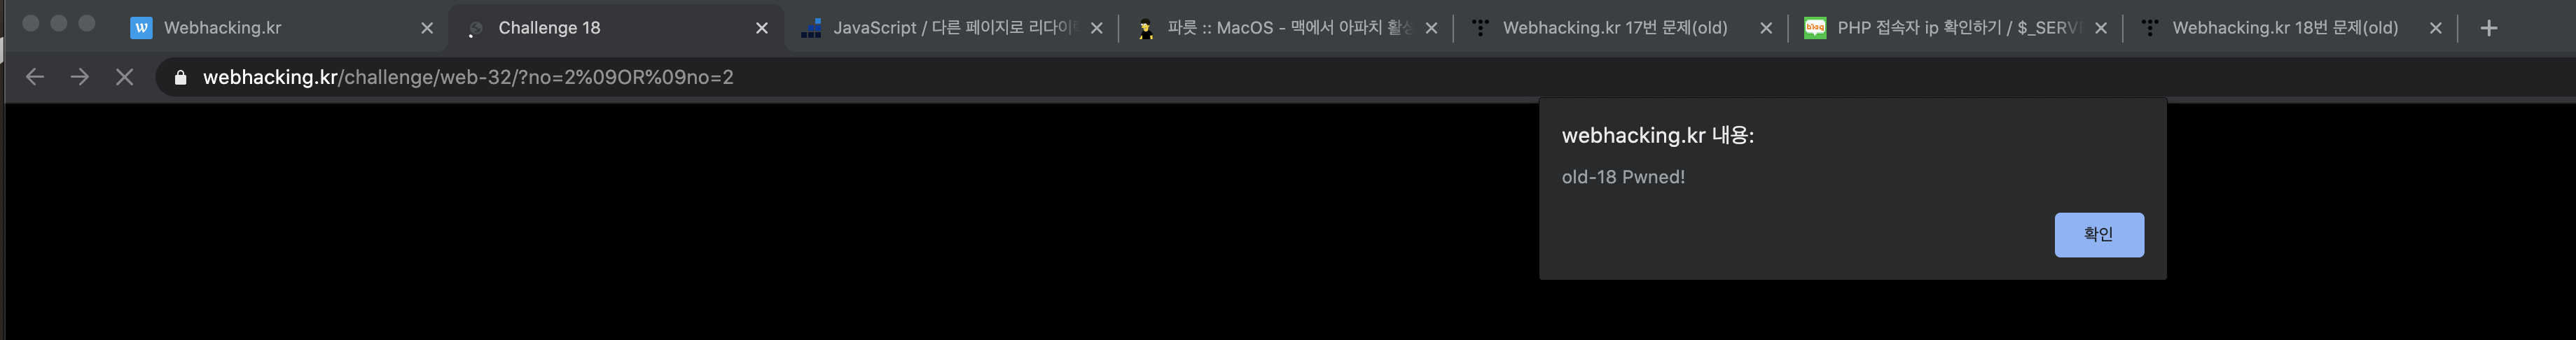 Webhacking.kr
Challenge 18
JavaScript / 다른 페이지로 리다이
파룻 :: MacOS - 맥에서 아파치 활성
Webhacking.kr 17번 문제(old)
PHP 접속자 ip 확인하기 / $_SERV
Webhacking.kr 18번 문제(old)
webhacking.kr/challenge/web-32/?no=2%09OR%09no=2
webhacking.kr 내용:
old-18 Pwned!
확인